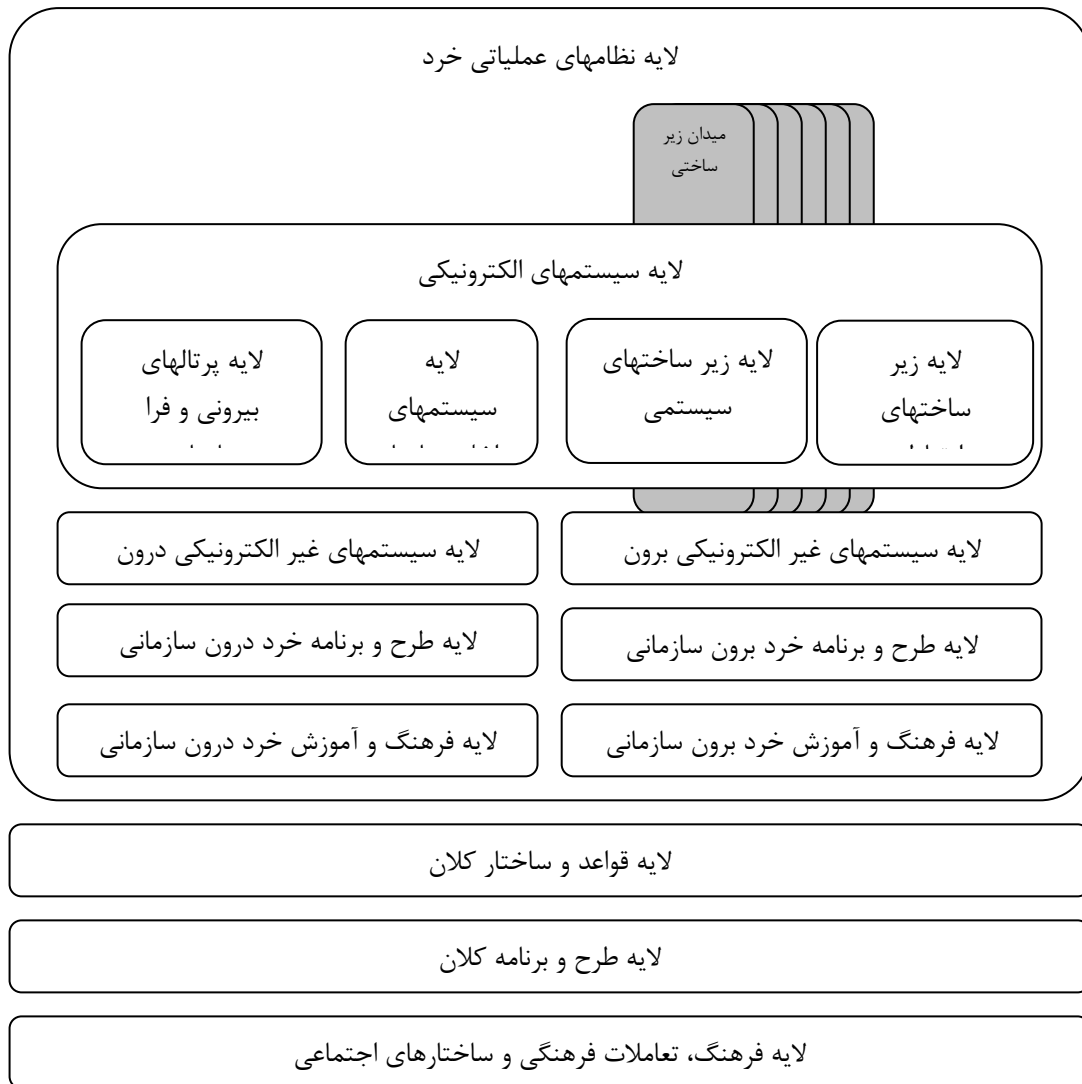 لایه نظامهای عملیاتی خرد
میدان زیر
ساختی
لایه سیستمهای الکترونیکی
لایه زیر
ساختهای
لایه زیر ساختهای
سیستمی
لایه
سیستمهای
لایه پرتالهای
بیرونی و فرا
لایه سیستمهای غیر الکترونیکی برون
لایه سیستمهای غیر الکترونیکی درون
لایه طرح و برنامه خرد برون سازمانی
لایه طرح و برنامه خرد درون سازمانی
لایه فرهنگ و آموزش خرد برون سازمانی
لایه فرهنگ و آموزش خرد درون سازمانی
لایه قواعد و ساختار کلان
لایه طرح و برنامه کلان
لایه فرهنگ، تعاملات فرهنگی و ساختارهای اجتماعی